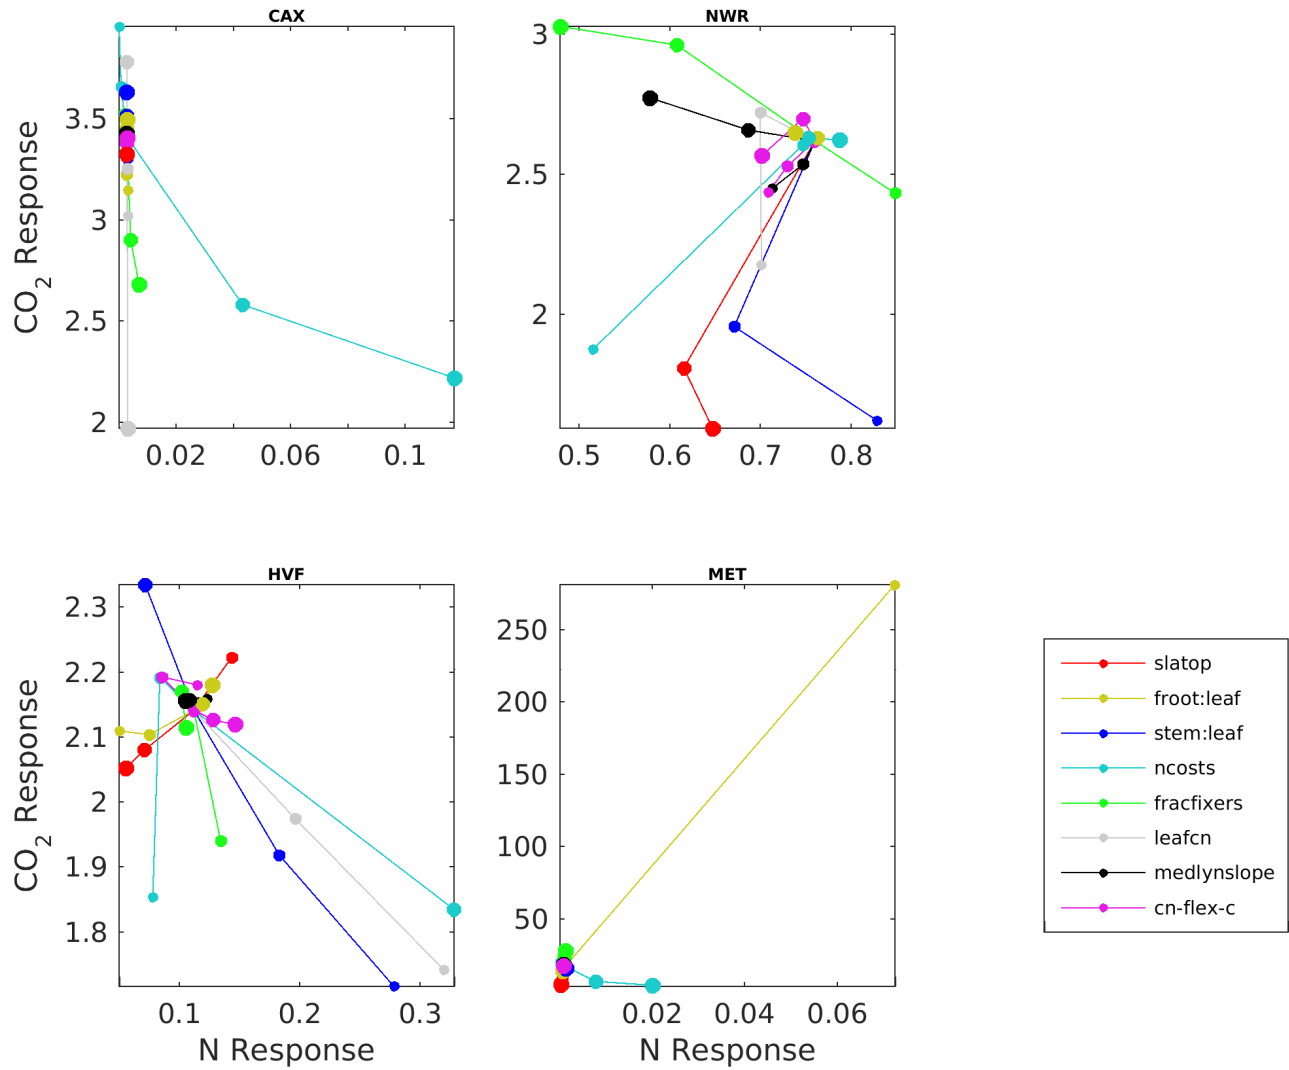 CAX
NWR
CO2 Response
3.5
3
2.5
2
0.02 0.06 0.1
3
2.5
2
0.5 0.6 0.7 0.8
HVF
MET
CO2 Response
2.3
2.2
2.1
2
1.9
1.8
0.1 0.2 0.3
N Response
250
200
150
100
50
0.02 0.04 0.06
N Response
slatop
froot:leaf
stem:leaf
ncosts
fracfixers
leafcn
medlynslope
cn-flex-c